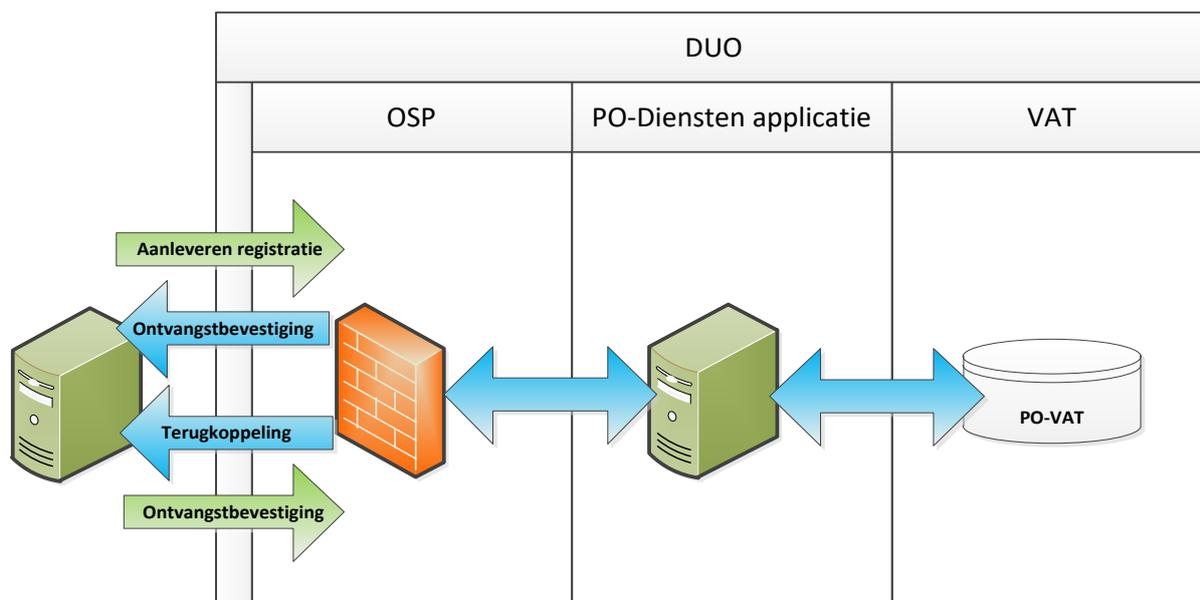 DUO
OSP
PO-Diensten applicatie
VAT
Aanleveren registratie
Ontvangstbevestiging
Terugkoppeling
PO-VAT
Ontvangstbevestiging